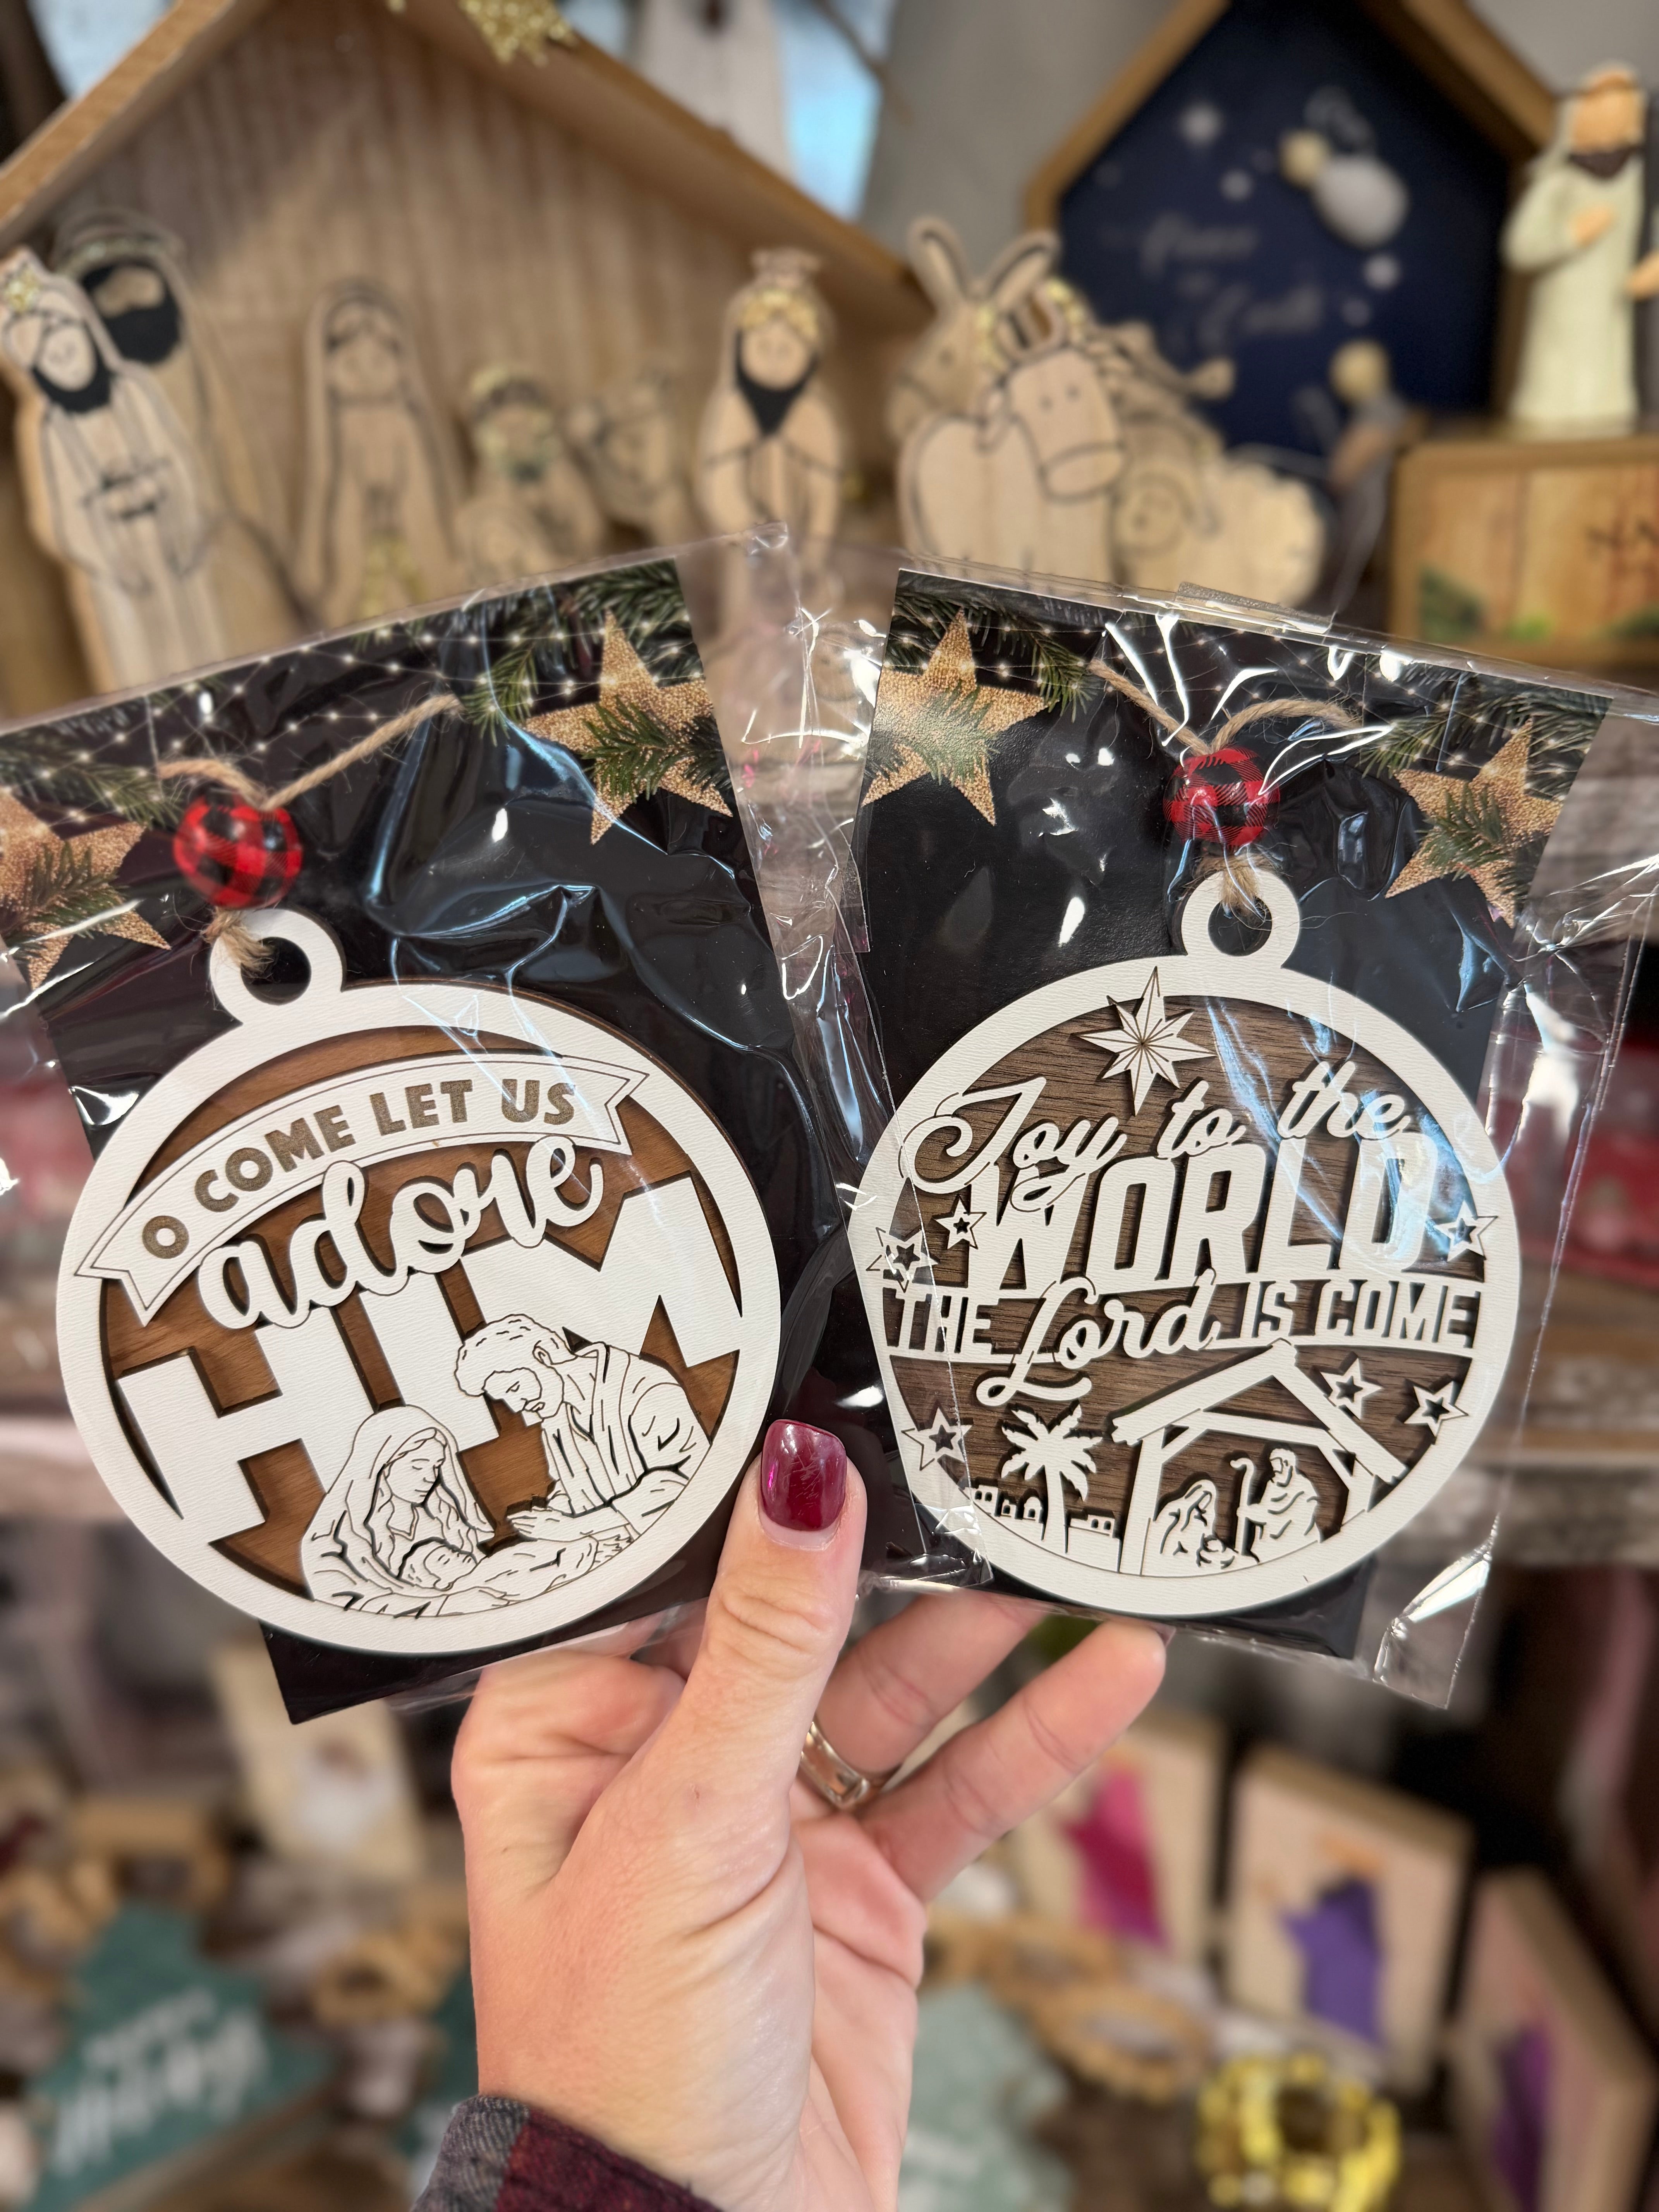 O COME LET US
adore
HIM
Joy to the
WORLD
THE Lord IS COME